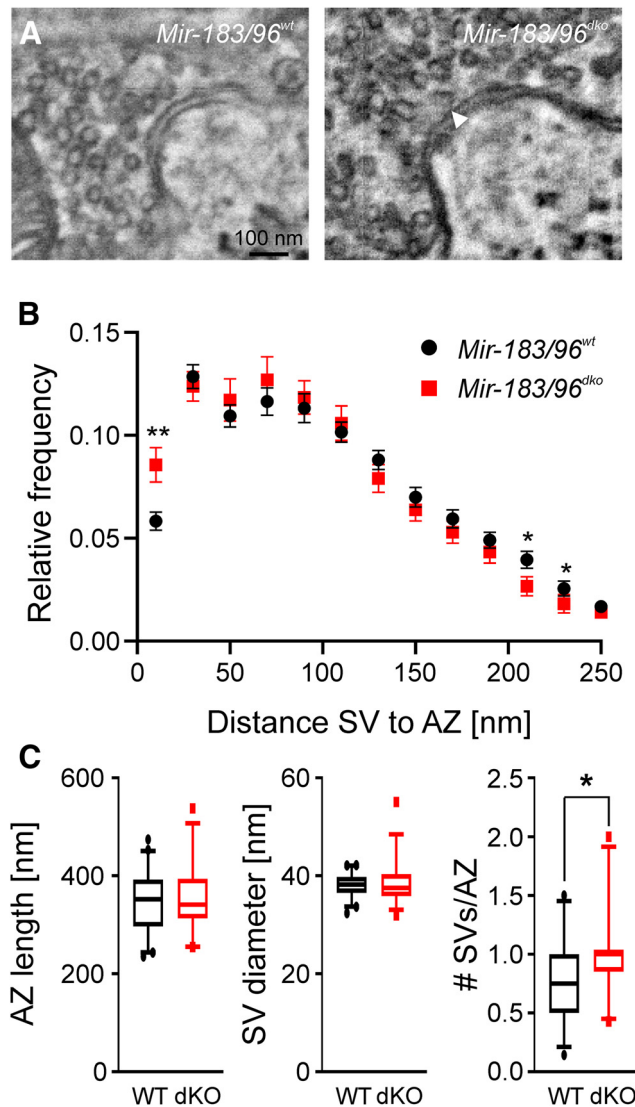 A
Mir-183/96wt
Mir-183/96dko
100 nm
B
0.15
0.10
0.05
0.00
Relative frequency
**
*
*
Mir-183/96wt
Mir-183/96dko
0 50 100 150 200 250
Distance SV to AZ [nm]
C
600
400
200
0
AZ length [nm]
WT dKO
60
40
20
0
SV diameter [nm]
WT dKO
2.5
2.0
1.5
1.0
0.5
0.0
# SVs/AZ
*
WT dKO